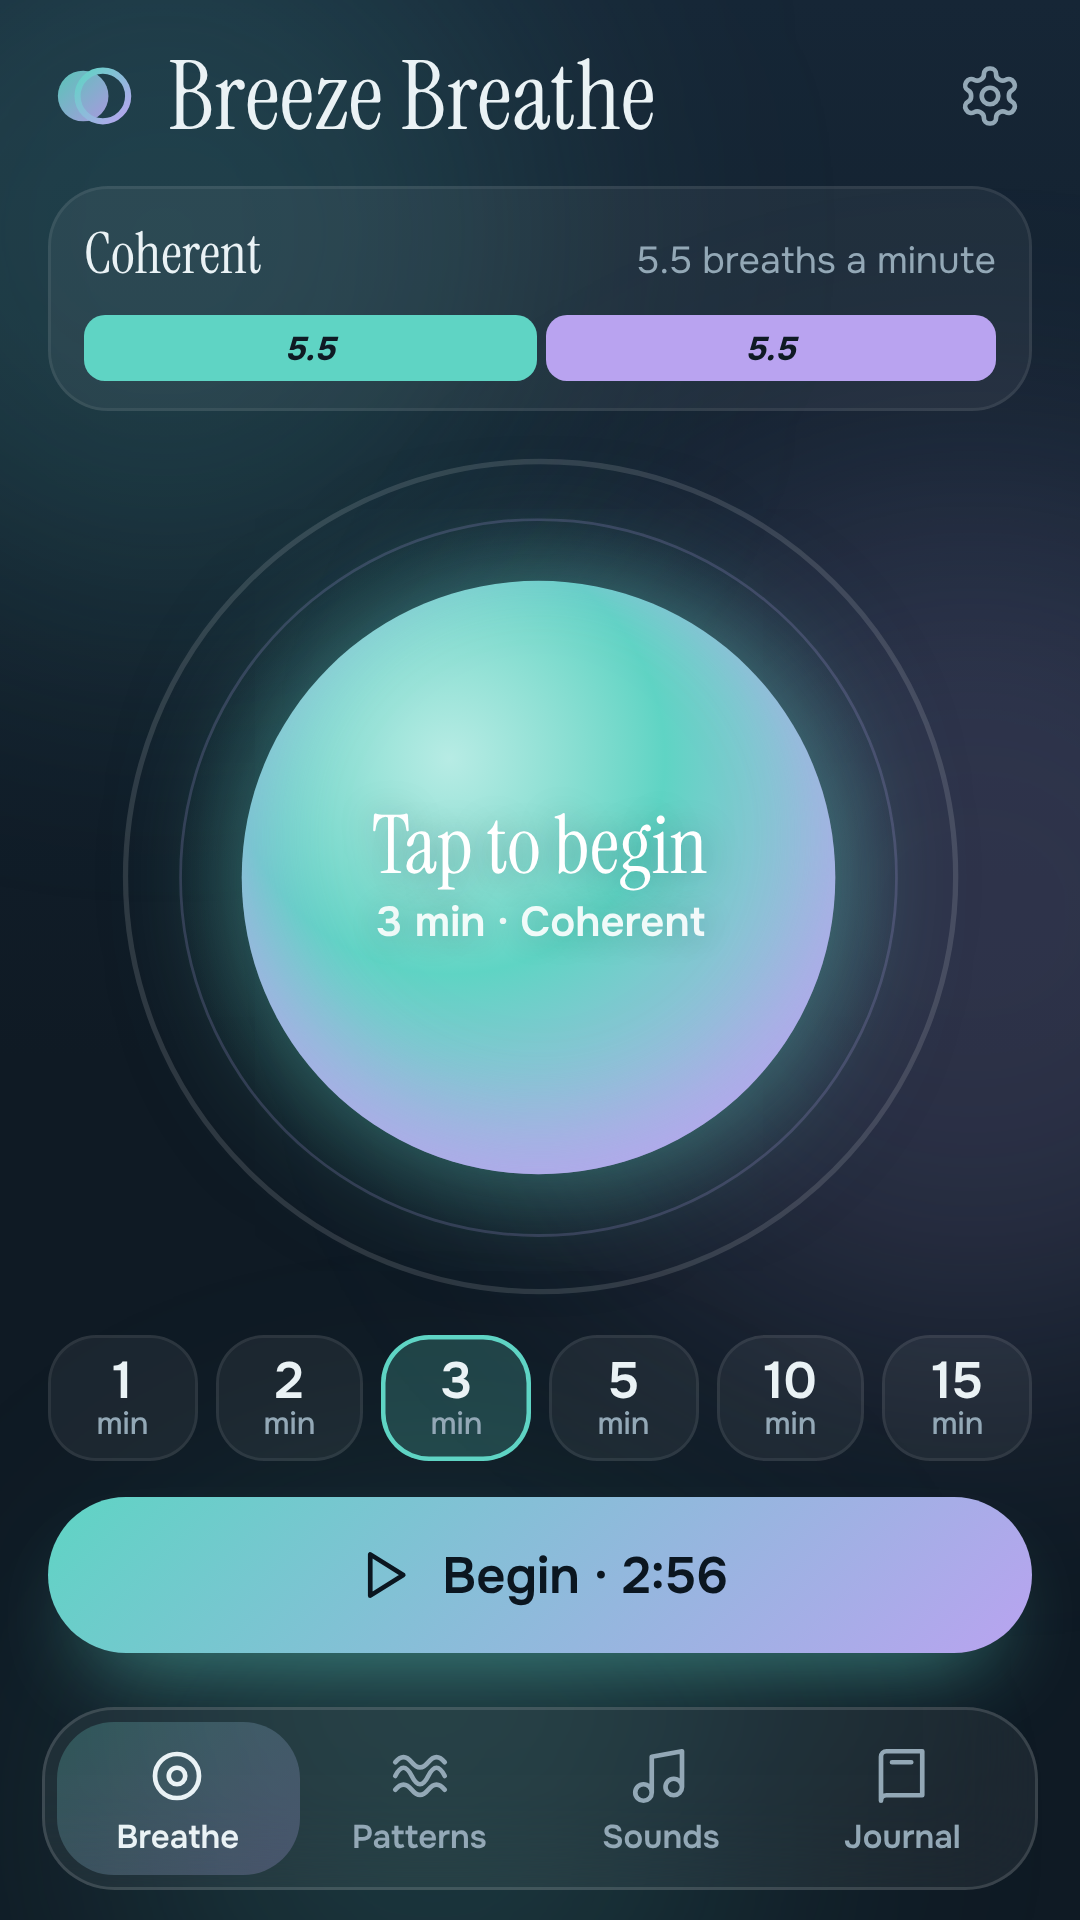 Breeze Breathe
Coherent
5.5 breaths a minute
5.5 5.5
Tap to begin
3 min · Coherent
1 2 3 5 10 15
min min min min min min
Begin · 2:56
Breathe Patterns Sounds Journal